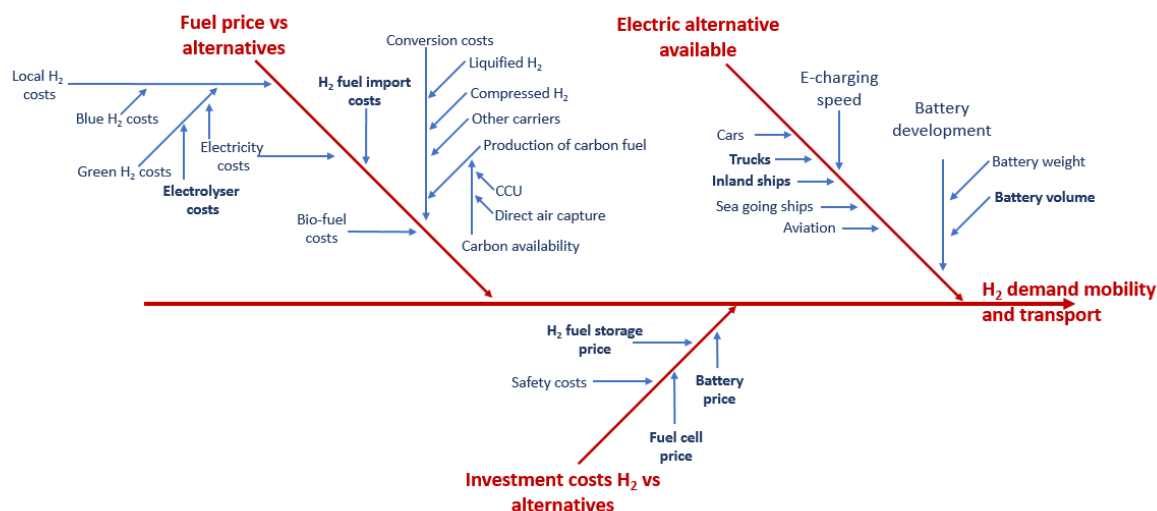 Fuel price vs
alternatives
Electric alternative
available
Conversion costs
Liquified H₂
Local H₂
costs
H₂ fuel import
costs
E-charging
speed
Compressed H₂
Battery
development
Blue H₂ costs
Other carriers
Cars
Electricity
costs
Production of carbon fuel
Trucks
Battery weight
Green H₂ costs
Inland ships
Electrolyser
costs
CCU
Battery volume
Direct air capture
Sea going ships
Bio-fuel
costs
Aviation
Carbon availability
H₂ demand mobility
and transport
H₂ fuel storage
price
Safety costs
Battery
price
Fuel cell
price
Investment costs H₂ vs
alternatives